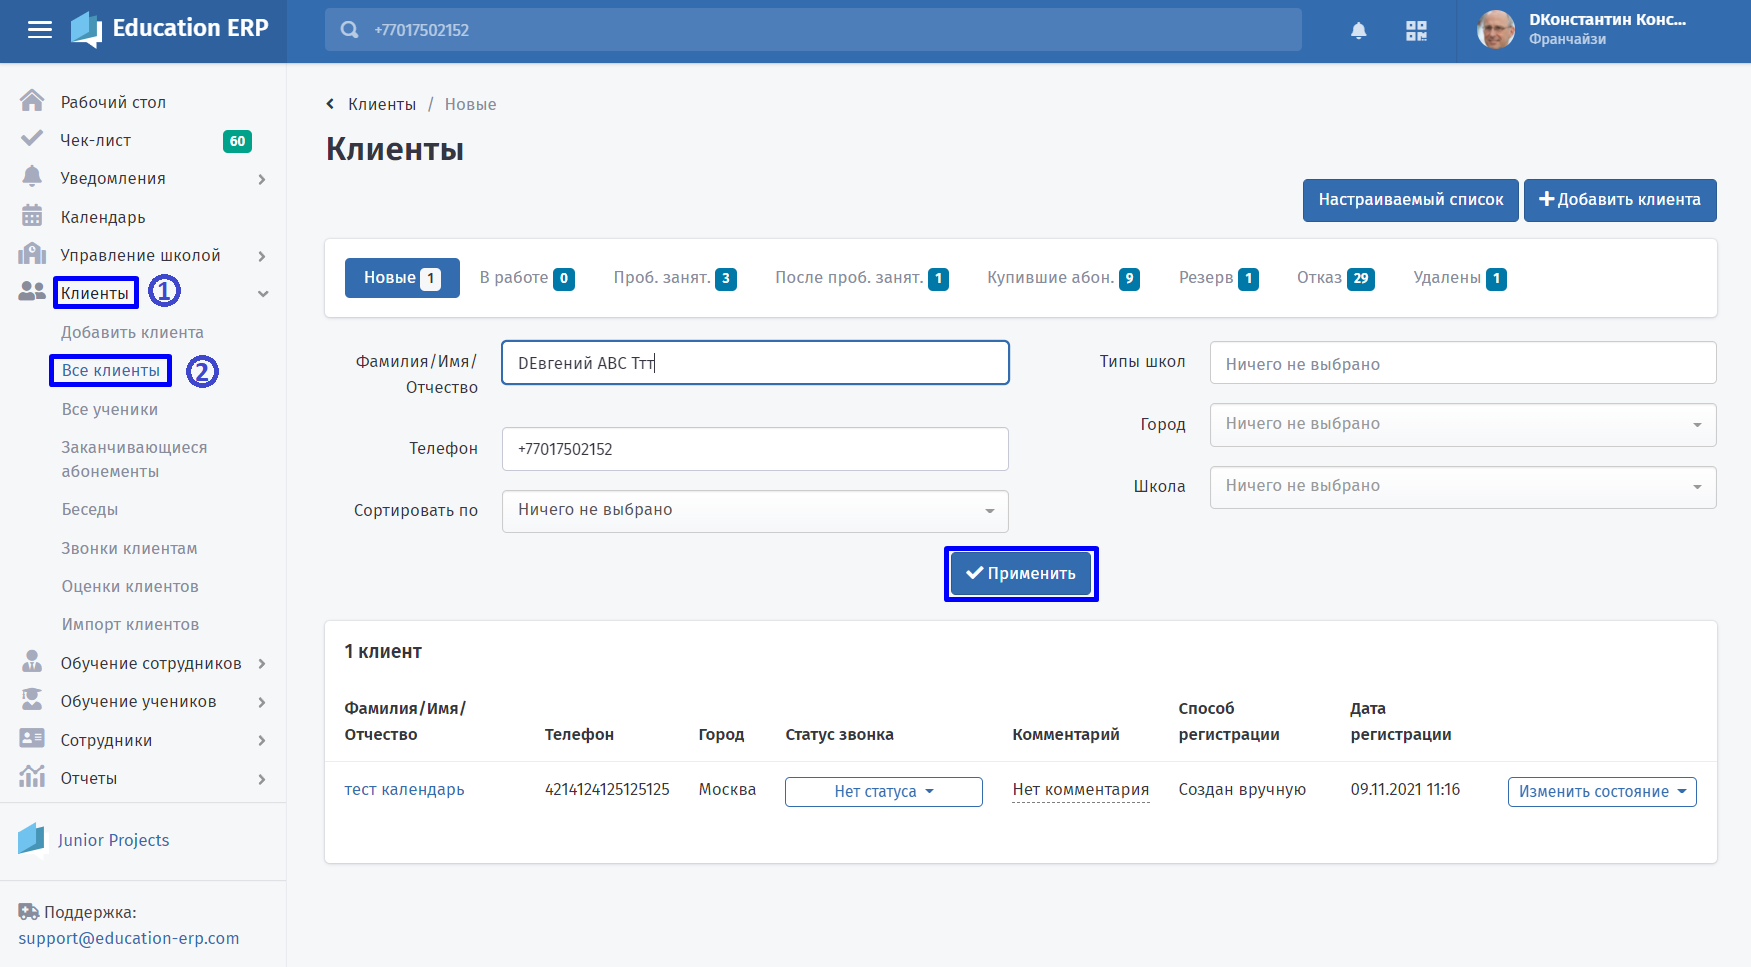 Education ERP
+77017502152
DКонстантин Конс...
Франчайзи
Рабочий стол
Чек-лист 60
Уведомления
Календарь
Управление школой
Клиенты 1
Добавить клиента
Все клиенты 2
Все ученики
Заканчивающиеся
абонементы
Беседы
Звонки клиентам
Оценки клиентов
Импорт клиентов
Обучение сотрудников
Обучение учеников
Сотрудники
Отчеты
Junior Projects
Поддержка:
support@education-erp.com
Клиенты / Новые
Клиенты
Настраиваемый список
Добавить клиента
Новые 1 В работе 0 Проб. занят. 3 После проб. занят. 1 Купившие абон. 9 Резерв 1 Отказ 29 Удалены 1
Фамилия/Имя/
Отчество
DЕвгений АВС Ттт
Телефон +77017502152
Сортировать по Ничего не выбрано
Типы школ Ничего не выбрано
Город Ничего не выбрано
Школа Ничего не выбрано
Применить
1 клиент
Фамилия/Имя/
Отчество
Телефон
Город
Статус звонка
Комментарий
Способ
регистрации
Дата
регистрации
тест календарь 4214124125125125 Москва Нет статуса Нет комментария Создан вручную 09.11.2021 11:16 Изменить состояние